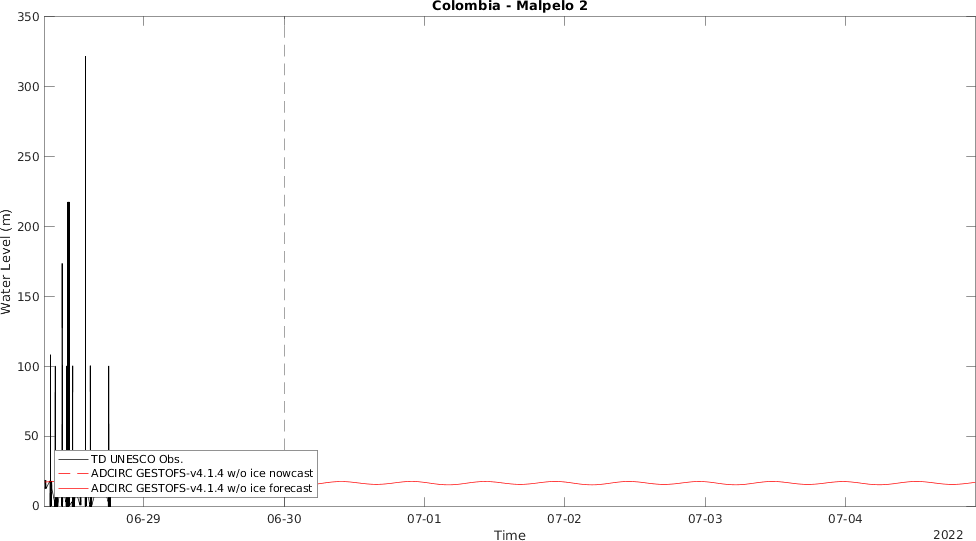 Colombia - Malpelo 2
350
300
250
200
150
100
50
0
Water Level (m)
TD UNESCO Obs.
ADCIRC GESTOFS-v4.1.4 w/o ice nowcast
ADCIRC GESTOFS-v4.1.4 w/o ice forecast
06-29 06-30 07-01 07-02 07-03 07-04
Time
2022